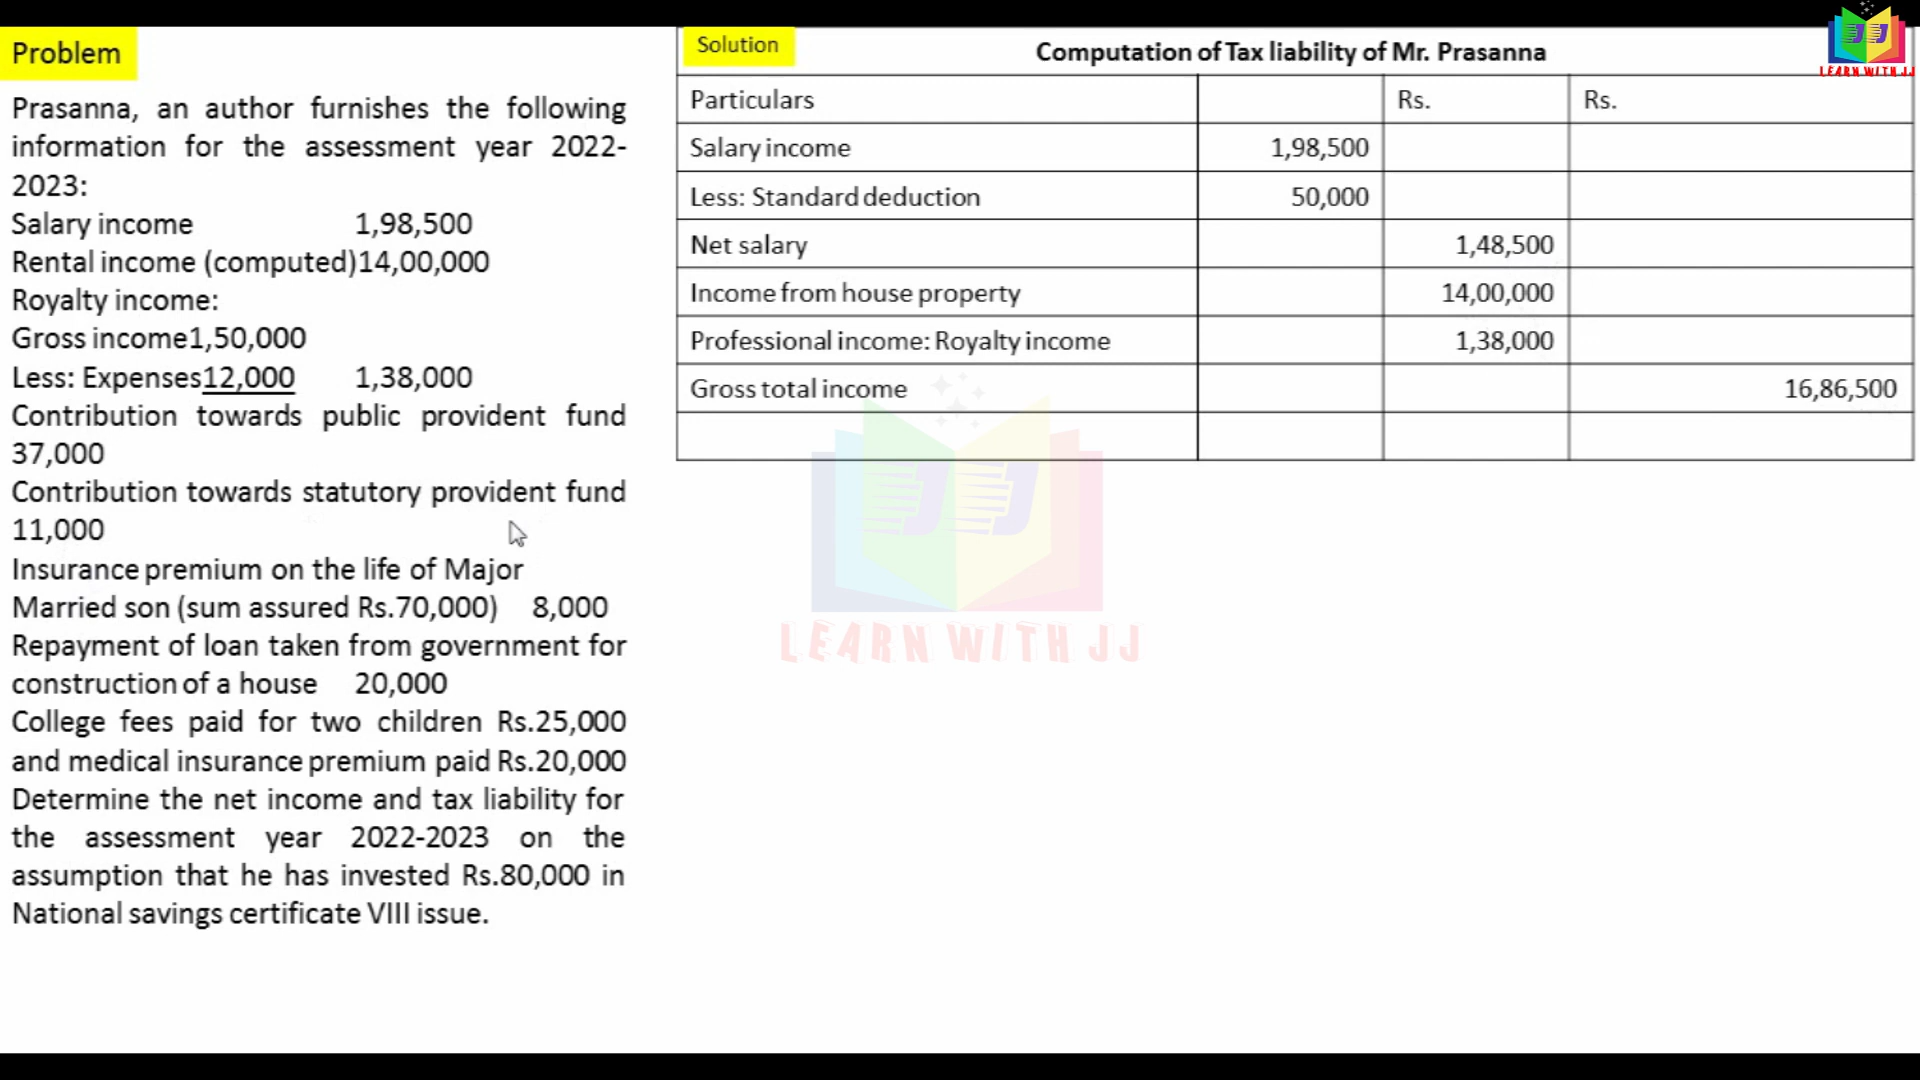 Problem
Prasanna, an author furnishes the following
information for the assessment year 2022-
2023:
Salary income 1,98,500
Rental income (computed)14,00,000
Royalty income:
Gross income1,50,000
Less: Expenses12,000 1,38,000
Contribution towards public provident fund
37,000
Contribution towards statutory provident fund
11,000
Insurance premium on the life of Major
Married son (sum assured Rs.70,000) 8,000
Repayment of loan taken from government for
construction of a house 20,000
College fees paid for two children Rs.25,000
and medical insurance premium paid Rs.20,000
Determine the net income and tax liability for
the assessment year 2022-2023 on the
assumption that he has invested Rs.80,000 in
National savings certificate VIII issue.
Solution
Computation of Tax liability of Mr. Prasanna
Particulars Rs. Rs.
Salary income 1,98,500
Less: Standard deduction 50,000
Net salary 1,48,500
Income from house property 14,00,000
Professional income: Royalty income 1,38,000
Gross total income 16,86,500
JJ
LEARN WITH JJ
JJ
LEARN WITH JJ